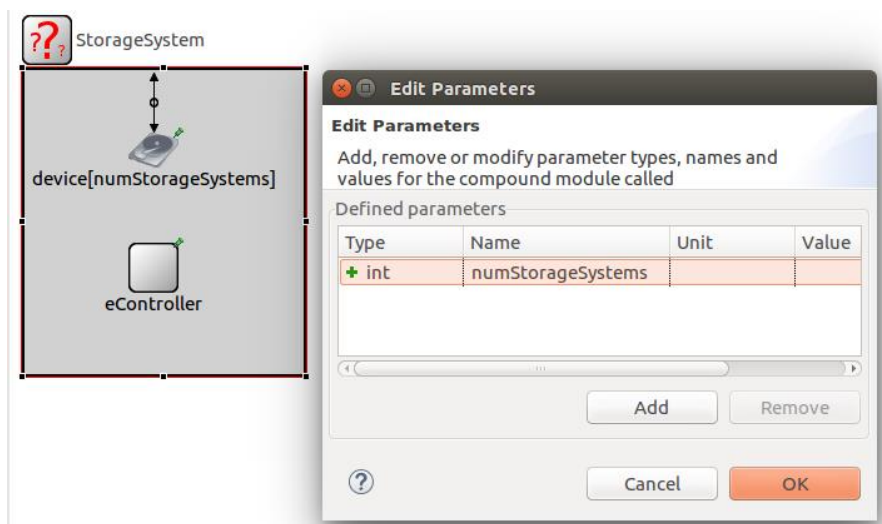 ???
StorageSystem
device[numStorageSystems]
eController
Edit Parameters
Edit Parameters
Add, remove or modify parameter types, names and
values for the compound module called
Defined parameters
Type Name Unit Value
int numStorageSystems
Add Remove
? Cancel OK